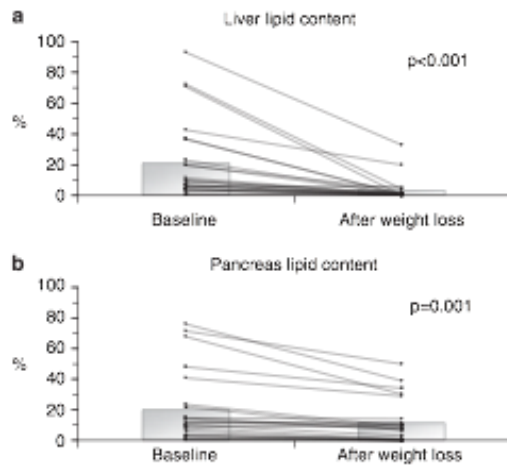 a
Liver lipid content
p<0.001
100
80
60
40
20
0
%
Baseline
After weight loss
b
Pancreas lipid content
p=0.001
100
80
60
40
20
0
%
Baseline
After weight loss